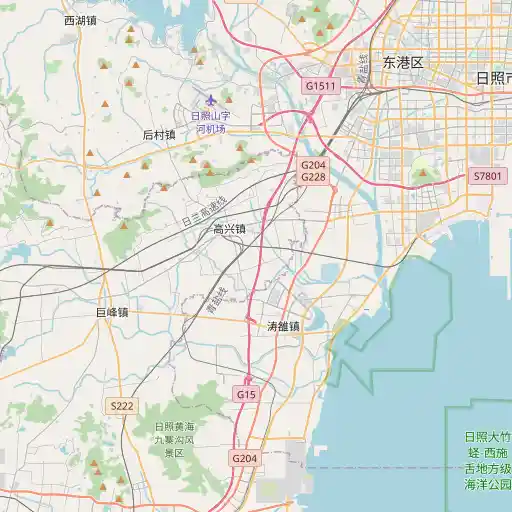 西湖镇
东港区
日照市
G1511
青盐线
日照山字
河机场
后村镇
G204
G228
S7801
日兰高速线
高兴镇
青盐线
巨峰镇
涛雒镇
G15
S222
日照黄海
九寨沟风
景区
G204
日照大竹
蛏·西施
舌地方级
海洋公园